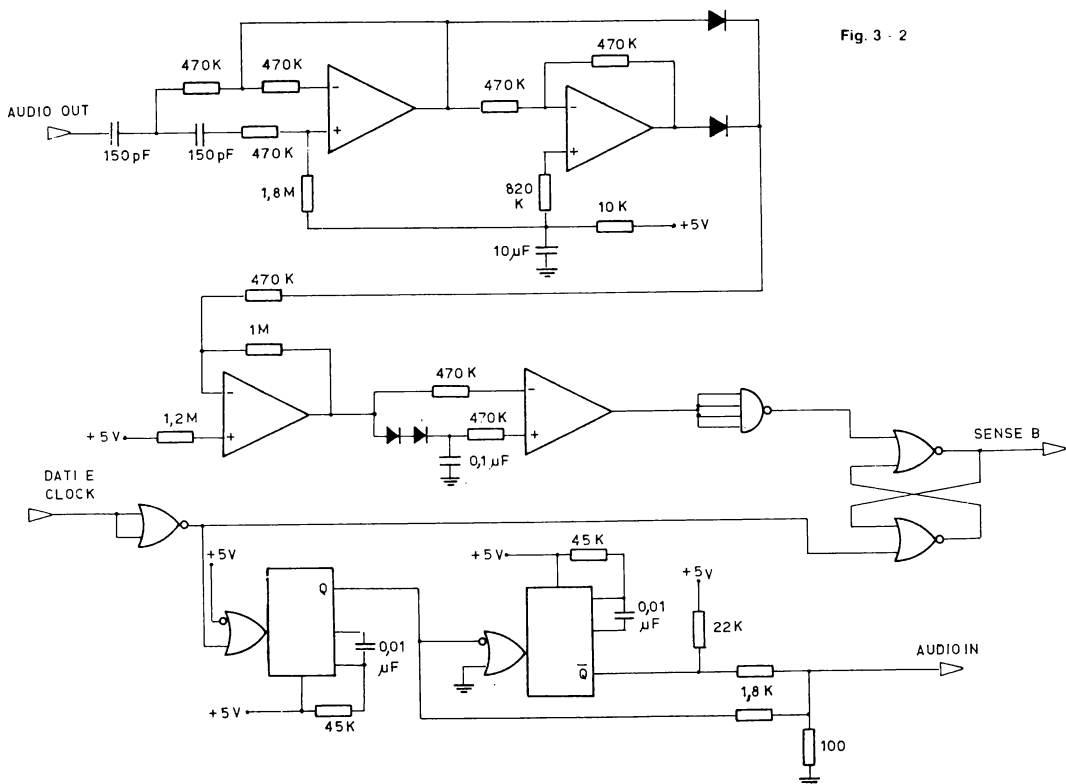 Fig. 3 - 2
470K
470K
470K
470K
AUDIO OUT
150pF
150pF
470K
1,8M
820
K
10K
+5V
10µF
470K
1M
470K
1,2M
+5V
470K
0,1µF
SENSE B
DATI E
CLOCK
+5V
Q
0,01
µF
+5V
45K
+5V
45K
0,01
µF
Q̅
+5V
22K
AUDIO IN
1,8K
100